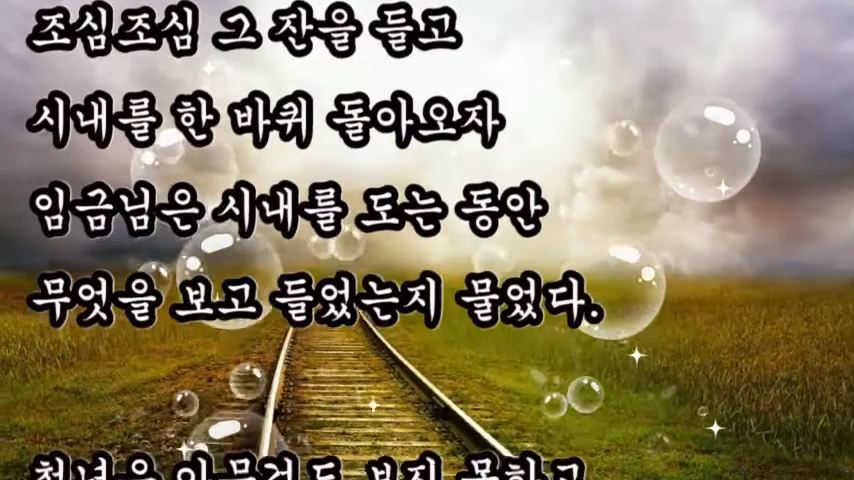 조심조심 그 잔을 들고
시내를 한 바퀴 돌아오자
임금님은 시내를 도는 동안
무엇을 보고 들었는지 물었다.
청년은 아무것도 보지 못하고